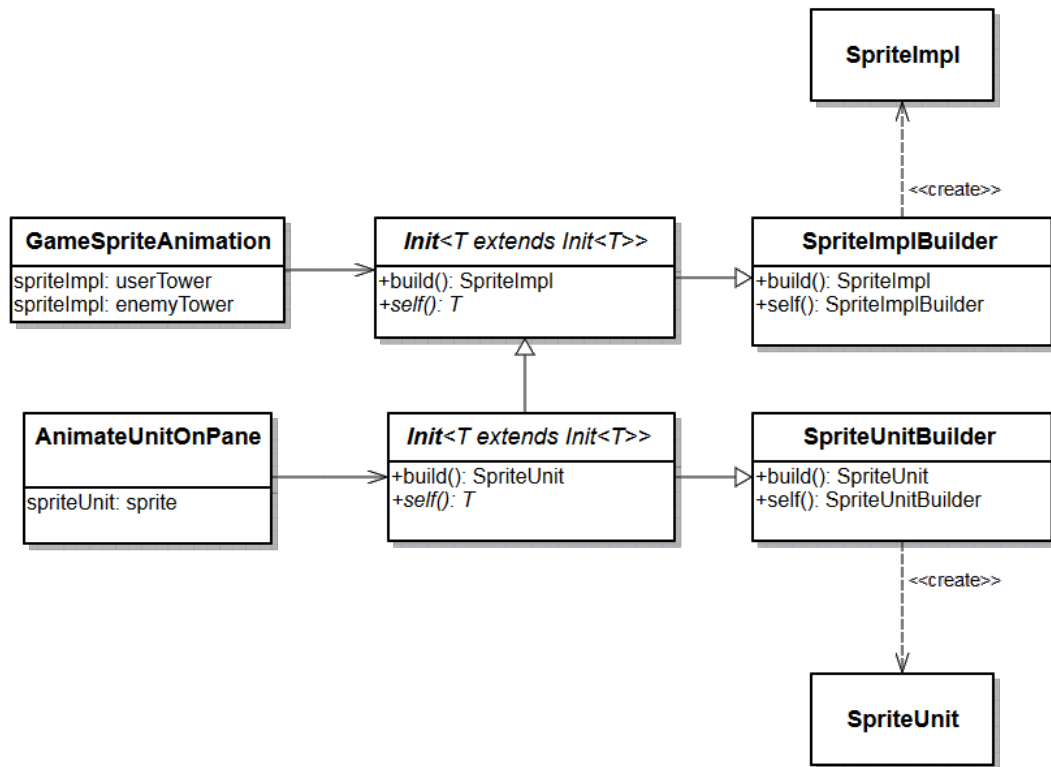 SpriteImpl
<<create>>
GameSpriteAnimation
spriteImpl: userTower
spriteImpl: enemyTower
Init<T extends Init<T>>
+build(): SpriteImpl
+self(): T
SpriteImplBuilder
+build(): SpriteImpl
+self(): SpriteImplBuilder
AnimateUnitOnPane
spriteUnit: sprite
Init<T extends Init<T>>
+build(): SpriteUnit
+self(): T
SpriteUnitBuilder
+build(): SpriteUnit
+self(): SpriteUnitBuilder
<<create>>
SpriteUnit